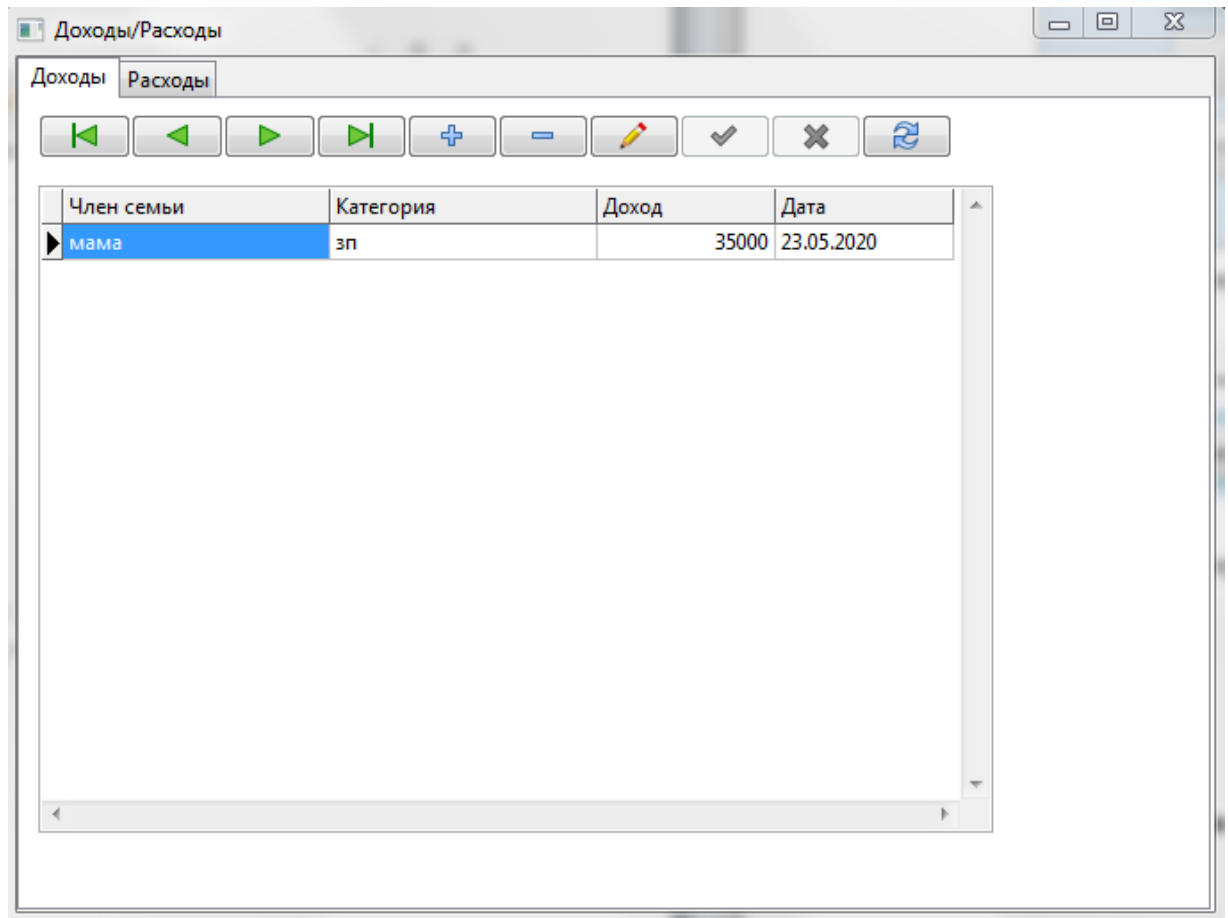 Доходы/Расходы
Доходы Расходы
Член семьи Категория Доход Дата
мама зп 35000 23.05.2020